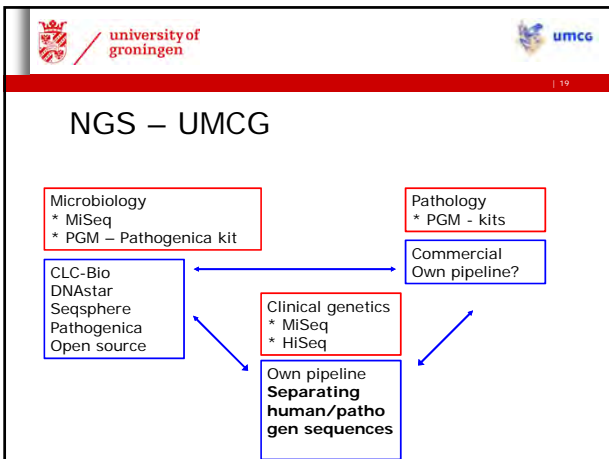 university of
groningen
umcg
| 19
NGS – UMCG
Microbiology
* MiSeq
* PGM – Pathogenica kit
Pathology
* PGM - kits
CLC-Bio
DNAstar
Seqsphere
Pathogenica
Open source
Commercial
Own pipeline?
Clinical genetics
* MiSeq
* HiSeq
Own pipeline
Separating
human/patho
gen sequences